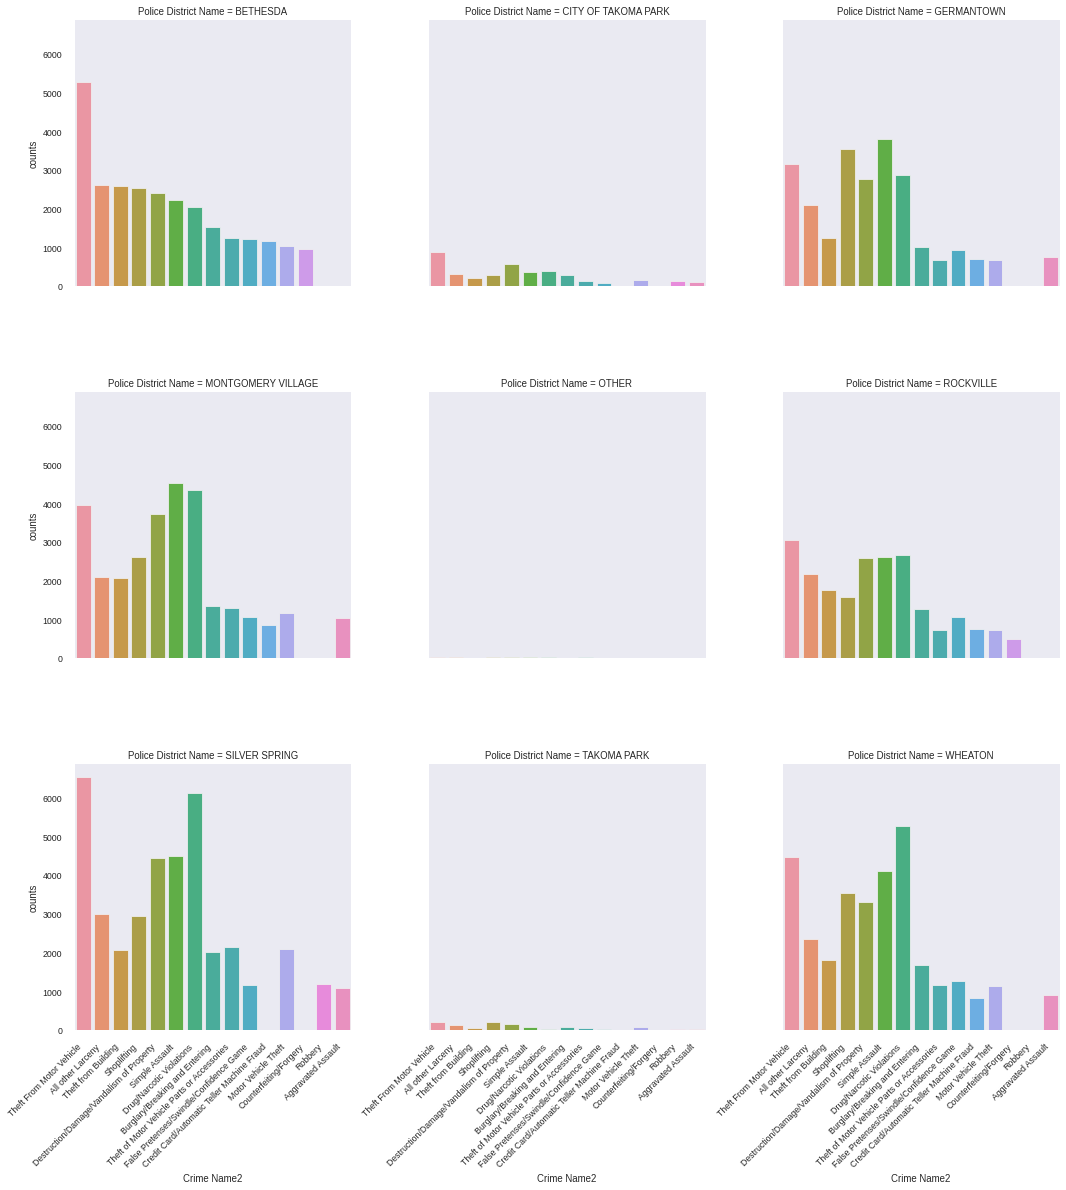 Police District Name = BETHESDA
Police District Name = CITY OF TAKOMA PARK
Police District Name = GERMANTOWN
6000
5000
4000
counts
3000
2000
1000
0
Police District Name = MONTGOMERY VILLAGE
Police District Name = OTHER
Police District Name = ROCKVILLE
6000
5000
4000
counts
3000
2000
1000
0
Police District Name = SILVER SPRING
Police District Name = TAKOMA PARK
Police District Name = WHEATON
6000
5000
4000
counts
3000
2000
1000
0
Theft From Motor Vehicle
All other Larceny
Theft from Building
Shoplifting
Destruction/Damage/Vandalism of Property
Simple Assault
Drug/Narcotic Violations
Burglary/Breaking and Entering
Theft of Motor Vehicle Parts or Accessories
False Pretenses/Swindle/Confidence Game
Credit Card/Automatic Teller Machine Fraud
Motor Vehicle Theft
Counterfeiting/Forgery
Robbery
Aggravated Assault
Crime Name2
Theft From Motor Vehicle
All other Larceny
Theft from Building
Shoplifting
Destruction/Damage/Vandalism of Property
Simple Assault
Drug/Narcotic Violations
Burglary/Breaking and Entering
Theft of Motor Vehicle Parts or Accessories
False Pretenses/Swindle/Confidence Game
Credit Card/Automatic Teller Machine Fraud
Motor Vehicle Theft
Counterfeiting/Forgery
Robbery
Aggravated Assault
Crime Name2
Theft From Motor Vehicle
All other Larceny
Theft from Building
Shoplifting
Destruction/Damage/Vandalism of Property
Simple Assault
Drug/Narcotic Violations
Burglary/Breaking and Entering
Theft of Motor Vehicle Parts or Accessories
False Pretenses/Swindle/Confidence Game
Credit Card/Automatic Teller Machine Fraud
Motor Vehicle Theft
Counterfeiting/Forgery
Robbery
Aggravated Assault
Crime Name2